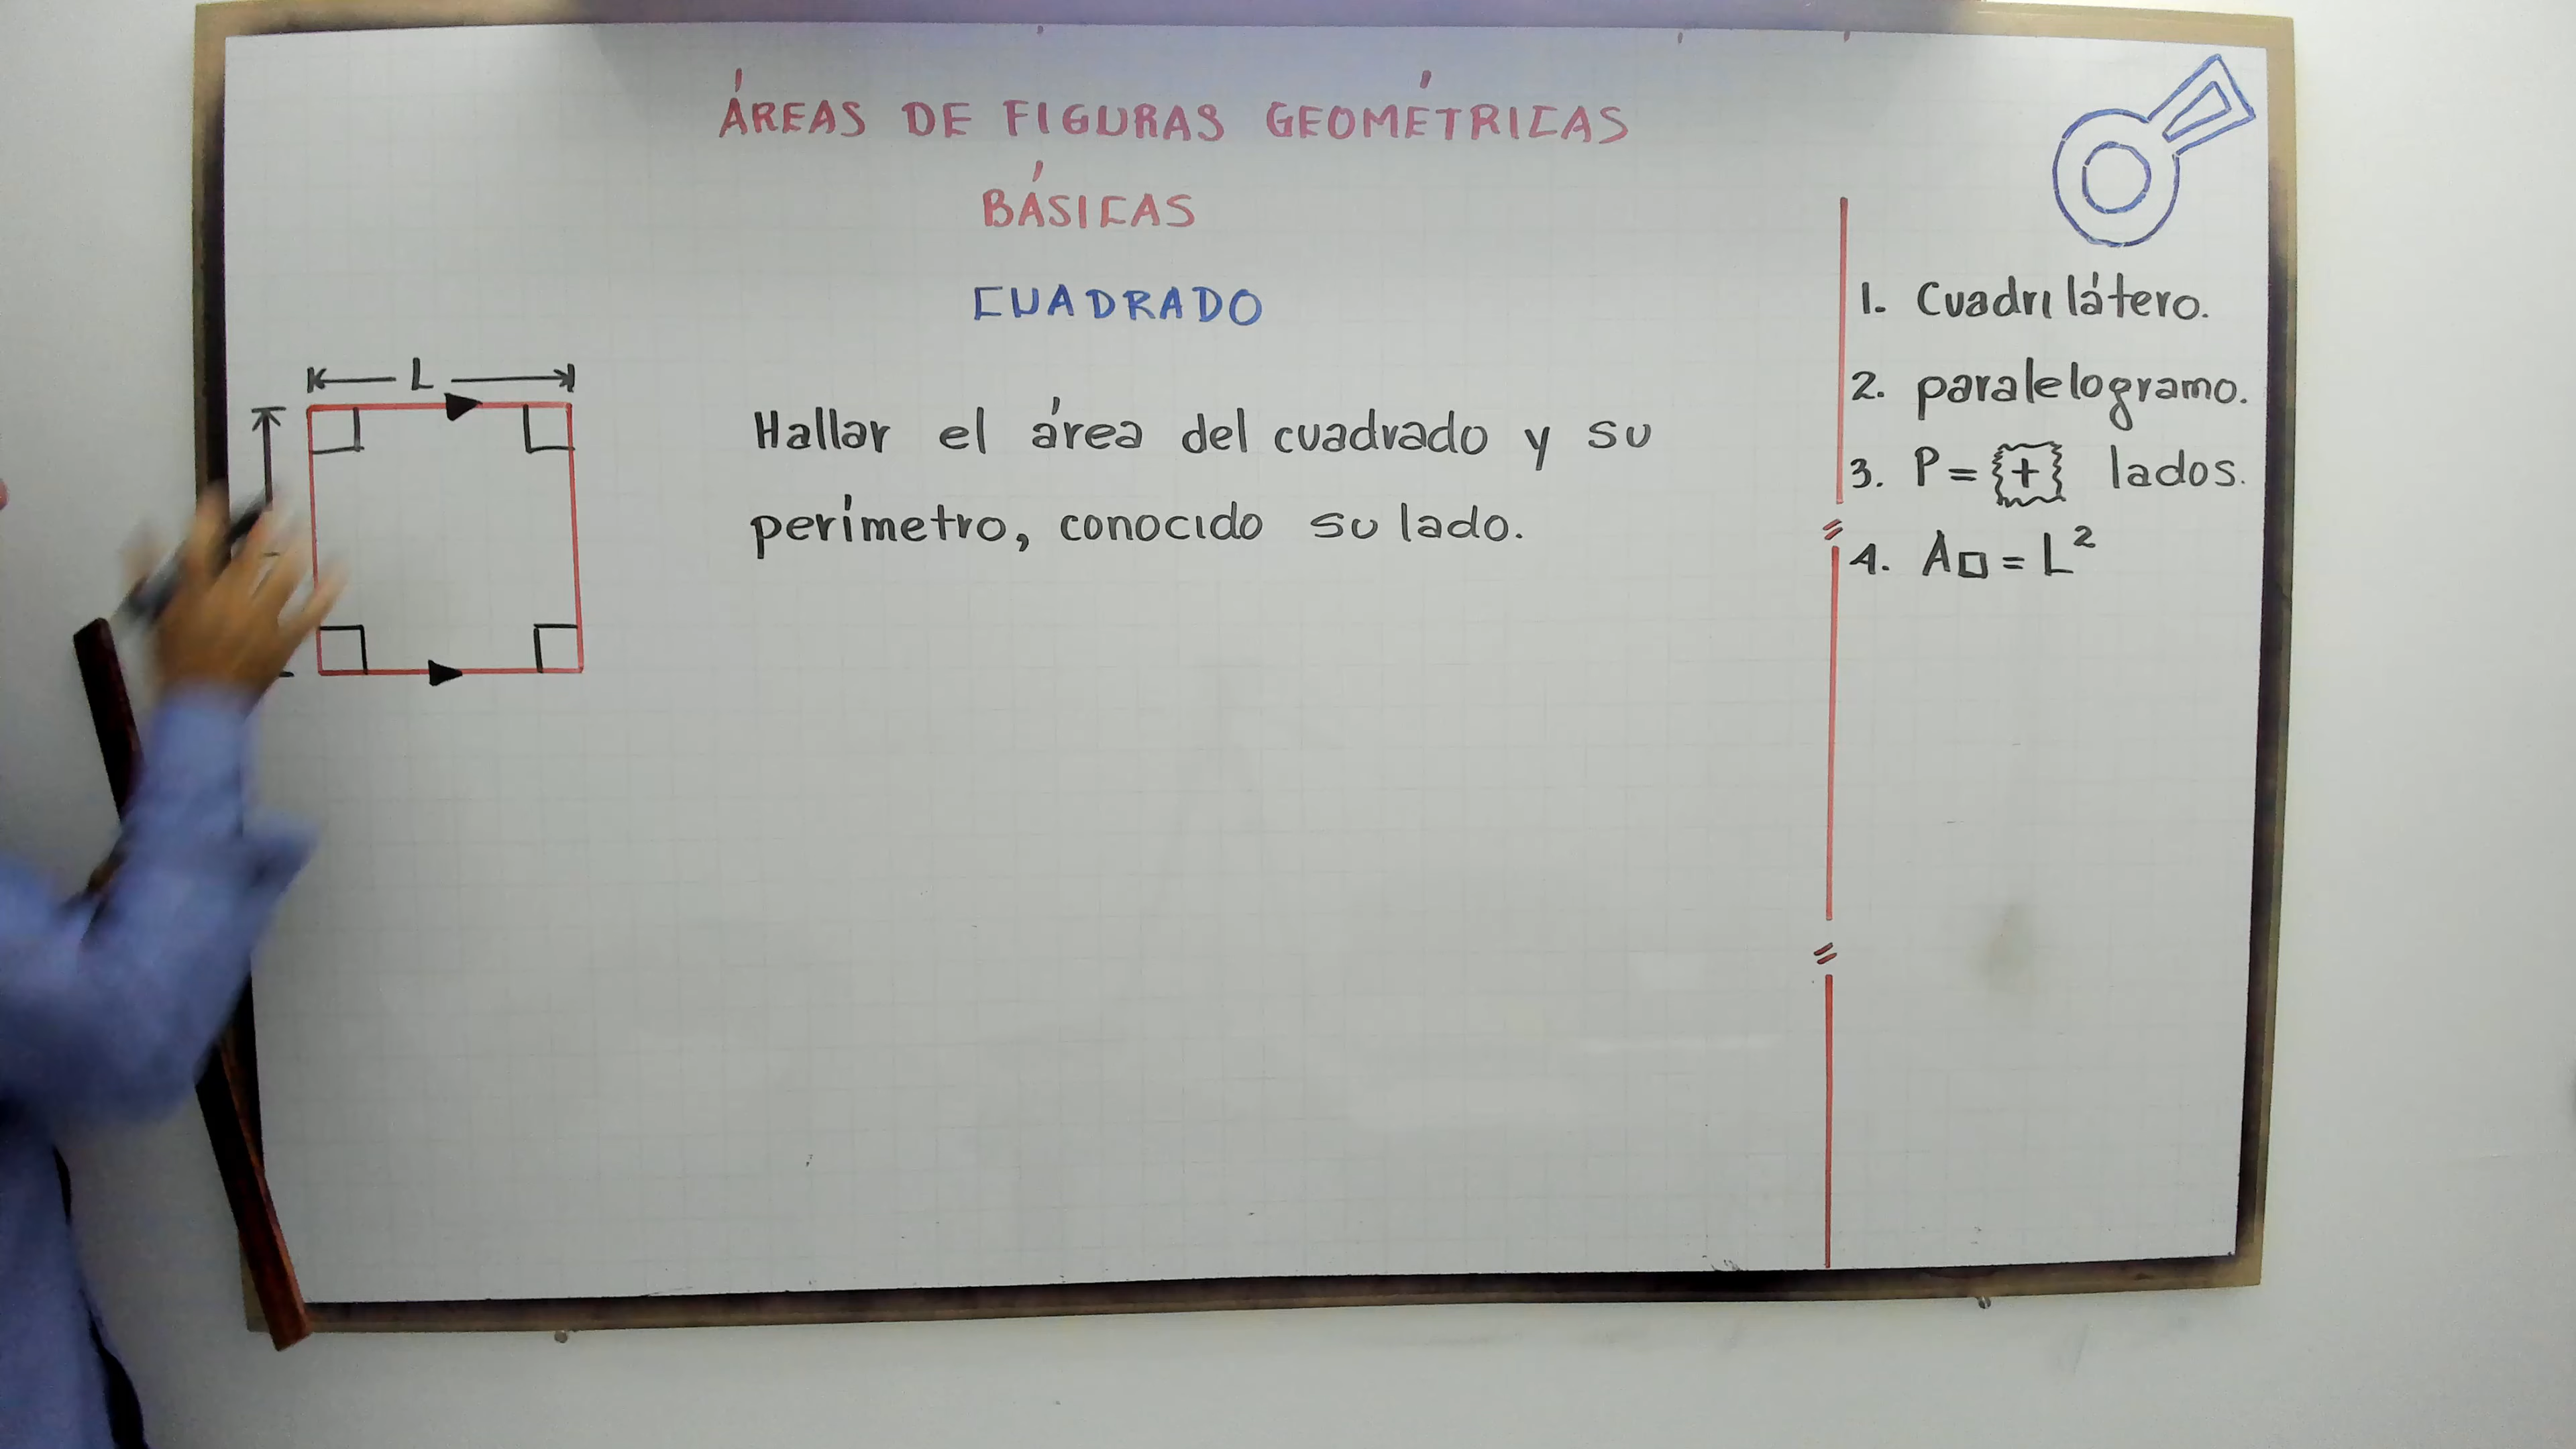 ÁREAS DE FIGURAS GEOMÉTRICAS
BÁSICAS
CUADRADO
L
Hallar el área del cuadrado y su
perímetro, conocido su lado.
1. Cuadrilátero.
2. paralelogramo.
3. P = {+} lados.
4. A□ = L²